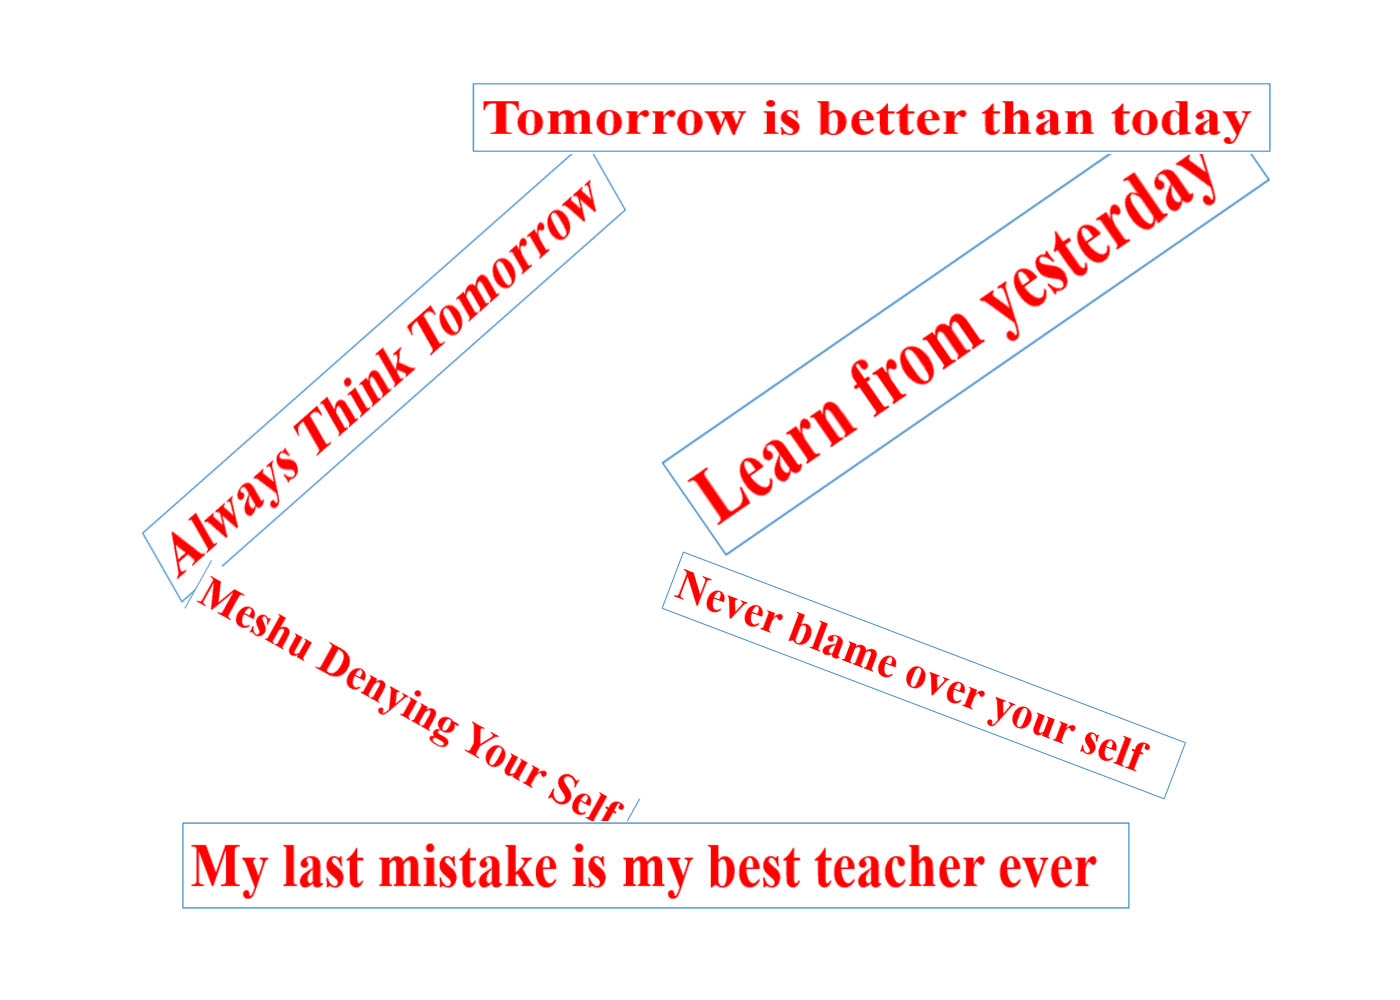 Tomorrow is better than today
Always Think Tomorrow
Learn from yesterday
Meshu Denying Your Self
Never blame over your self
My last mistake is my best teacher ever